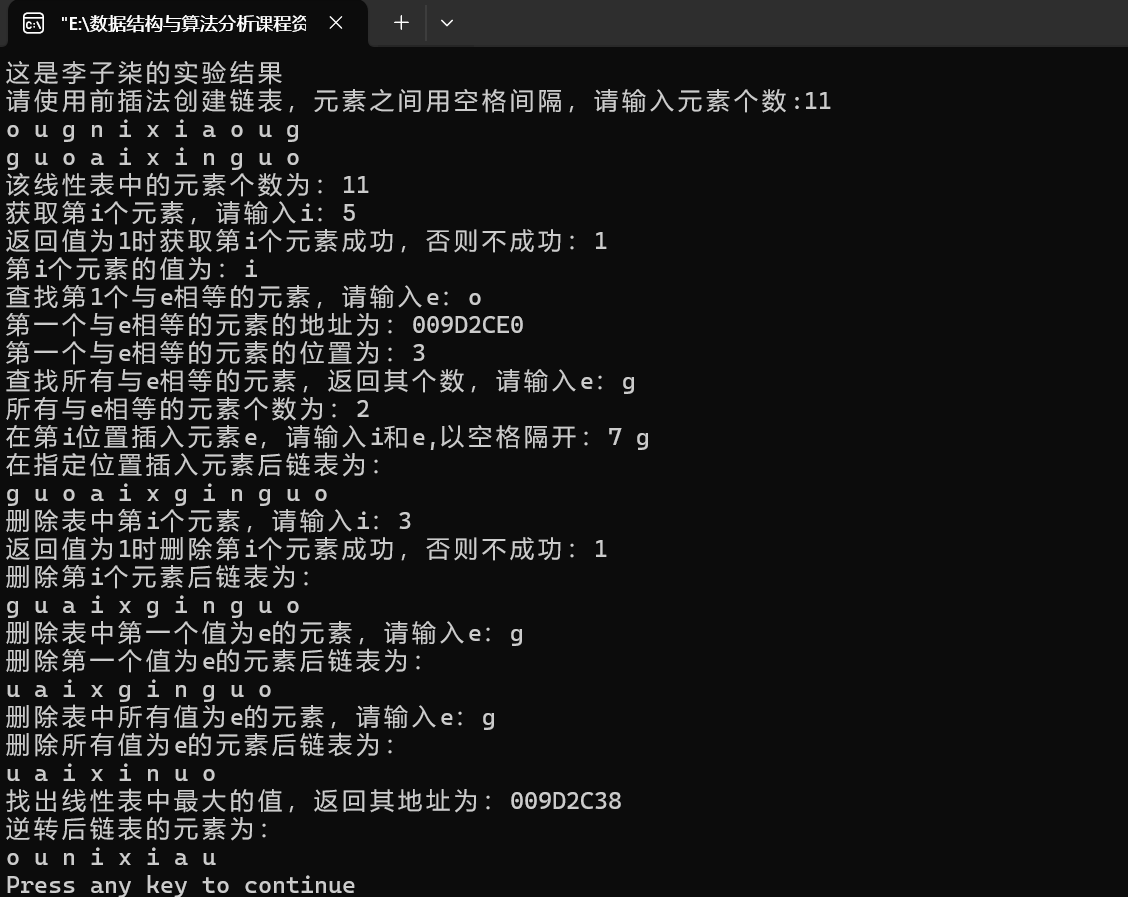 "E:\数据结构与算法分析课程资
这是李子柒的实验结果
请使用前插法创建链表，元素之间用空格间隔，请输入元素个数:11
o u g n i x i a o u g
g u o a i x i n g u o
该线性表中的元素个数为：11
获取第i个元素，请输入i：5
返回值为1时获取第i个元素成功，否则不成功：1
第i个元素的值为：i
查找第1个与e相等的元素，请输入e：o
第一个与e相等的元素的地址为：009D2CE0
第一个与e相等的元素的位置为：3
查找所有与e相等的元素，返回其个数，请输入e：g
所有与e相等的元素个数为：2
在第i位置插入元素e，请输入i和e,以空格隔开：7 g
在指定位置插入元素后链表为：
g u o a i x g i n g u o
删除表中第i个元素，请输入i：3
返回值为1时删除第i个元素成功，否则不成功：1
删除第i个元素后链表为：
g u a i x g i n g u o
删除表中第一个值为e的元素，请输入e：g
删除第一个值为e的元素后链表为：
u a i x g i n g u o
删除表中所有值为e的元素，请输入e：g
删除所有值为e的元素后链表为：
u a i x i n u o
找出线性表中最大的值，返回其地址为：009D2C38
逆转后链表的元素为：
o u n i x i a u
Press any key to continue